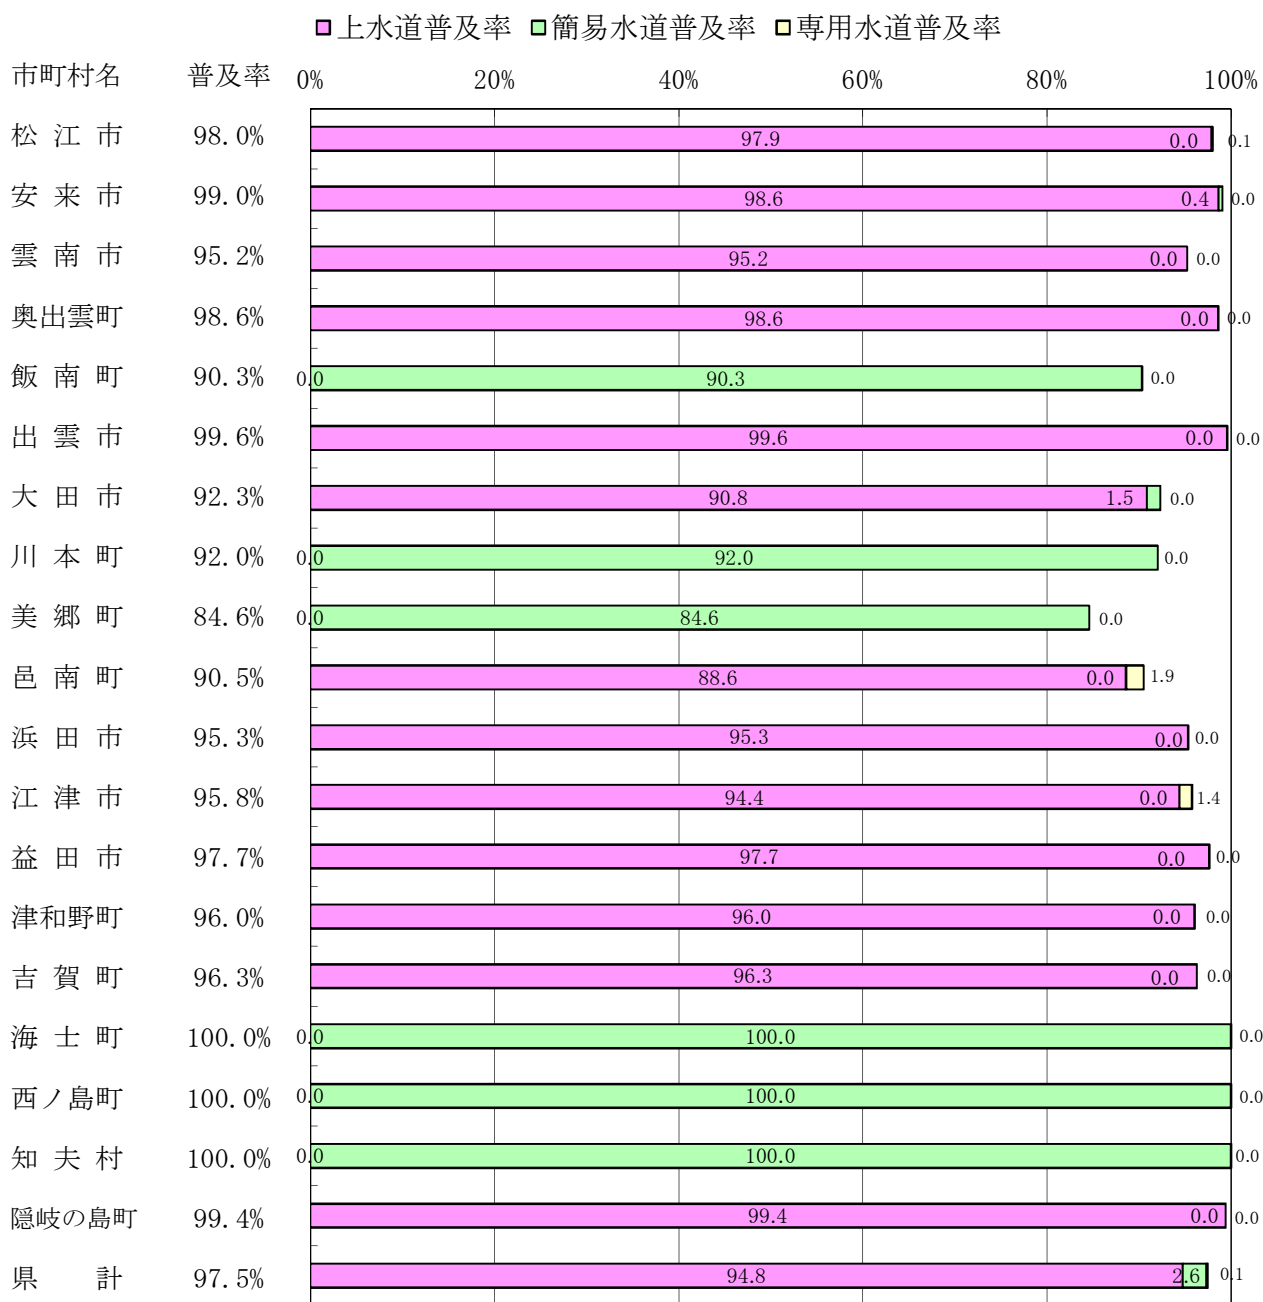 上水道普及率 簡易水道普及率 専用水道普及率
市町村名 普及率 0% 20% 40% 60% 80% 100%
松江市 98.0% 97.9 0.0 0.1
安来市 99.0% 98.6 0.4 0.0
雲南市 95.2% 95.2 0.0 0.0
奥出雲町 98.6% 98.6 0.0 0.0
飯南町 90.3% 0.0 90.3 0.0
出雲市 99.6% 99.6 0.0 0.0
大田市 92.3% 90.8 1.5 0.0
川本町 92.0% 0.0 92.0 0.0
美郷町 84.6% 0.0 84.6 0.0
邑南町 90.5% 88.6 0.0 1.9
浜田市 95.3% 95.3 0.0 0.0
江津市 95.8% 94.4 0.0 1.4
益田市 97.7% 97.7 0.0 0.0
津和野町 96.0% 96.0 0.0 0.0
吉賀町 96.3% 96.3 0.0 0.0
海士町 100.0% 0.0 100.0 0.0
西ノ島町 100.0% 0.0 100.0 0.0
知夫村 100.0% 0.0 100.0 0.0
隠岐の島町 99.4% 99.4 0.0 0.0
県計 97.5% 94.8 2.6 0.1